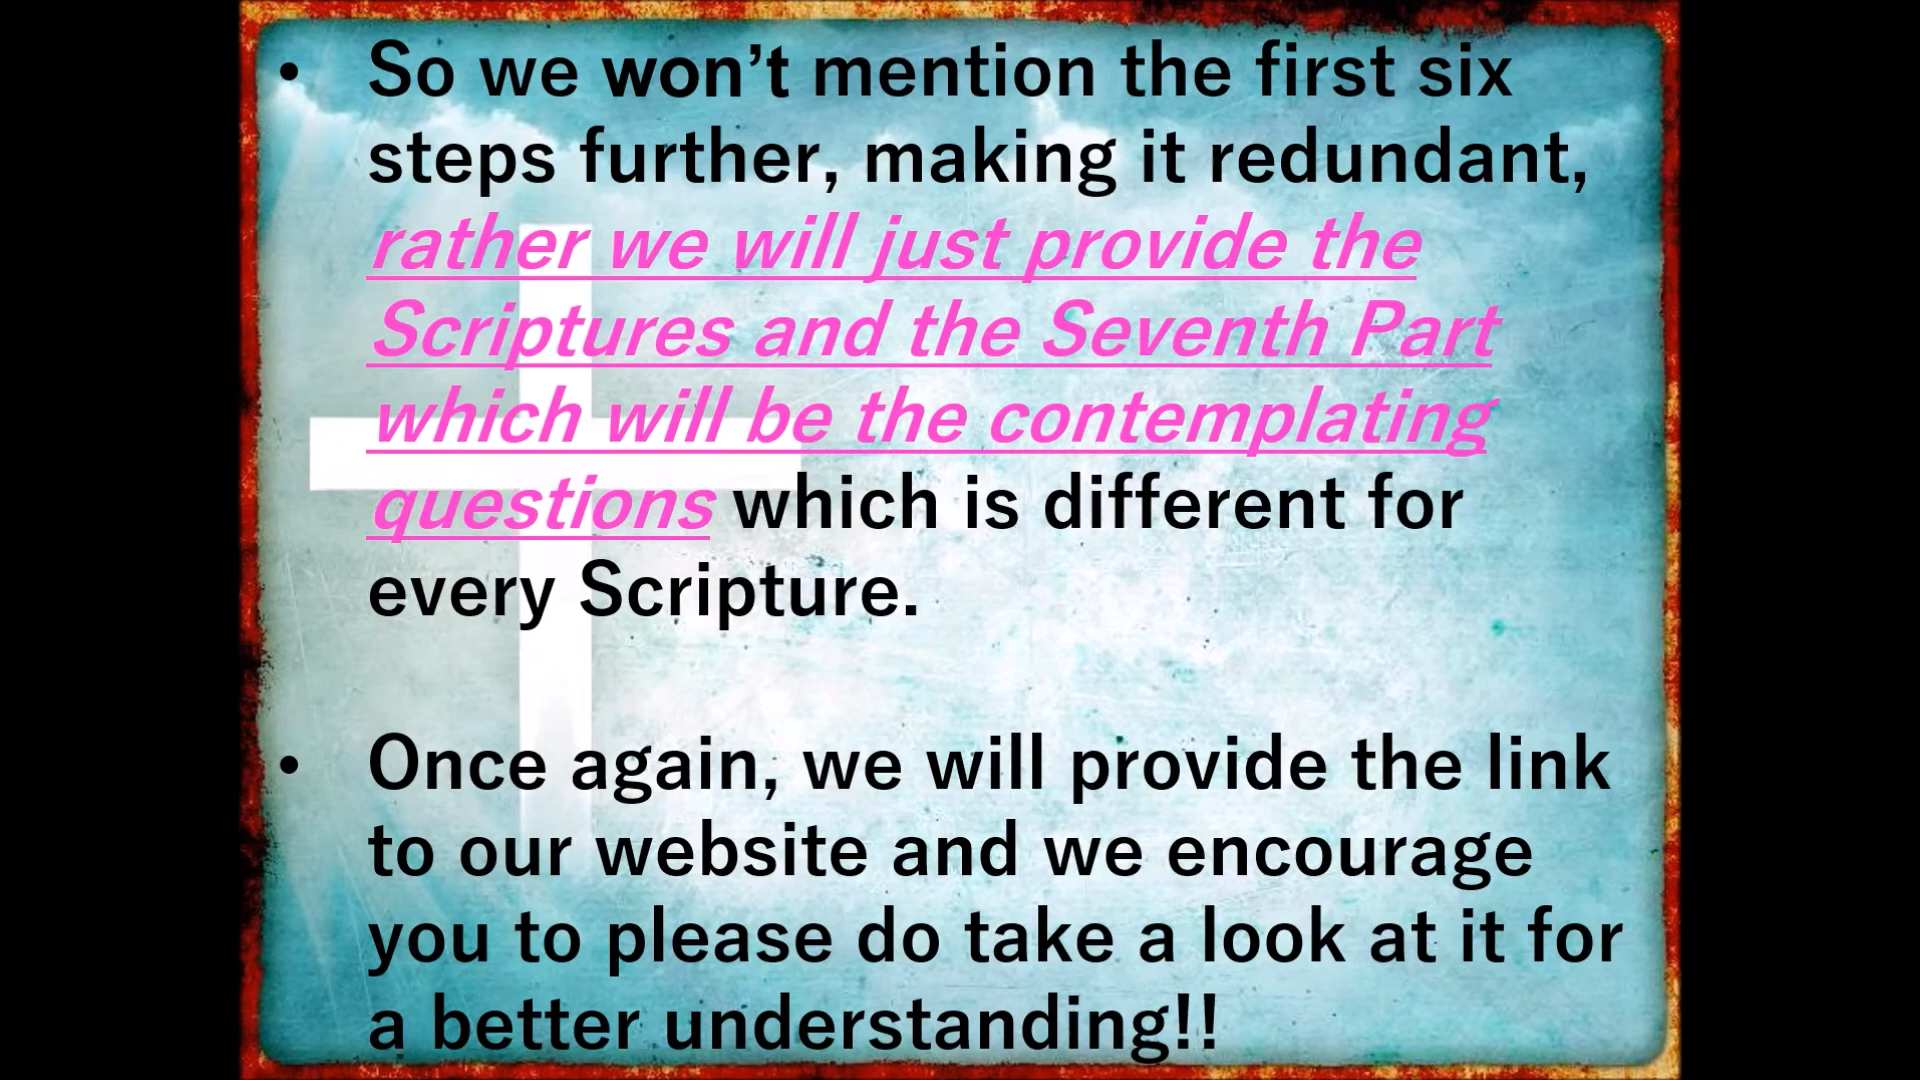 • So we won’t mention the first six
steps further, making it redundant,
rather we will just provide the
Scriptures and the Seventh Part
which will be the contemplating
questions which is different for
every Scripture.
• Once again, we will provide the link
to our website and we encourage
you to please do take a look at it for
a better understanding!!